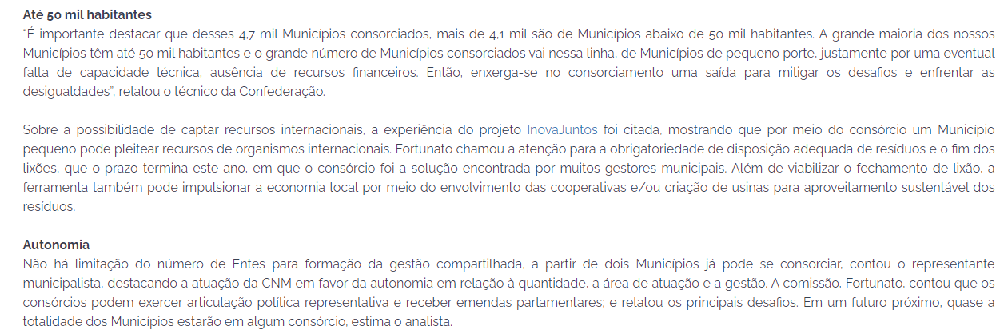 Até 50 mil habitantes
“É importante destacar que desses 4,7 mil Municípios consorciados, mais de 4,1 mil são de Municípios abaixo de 50 mil habitantes. A grande maioria dos nossos
Municípios têm até 50 mil habitantes e o grande número de Municípios consorciados vai nessa linha, de Municípios de pequeno porte, justamente por uma eventual
falta de capacidade técnica, ausência de recursos financeiros. Então, enxerga-se no consorciamento uma saída para mitigar os desafios e enfrentar as
desigualdades”, relatou o técnico da Confederação.
Sobre a possibilidade de captar recursos internacionais, a experiência do projeto InovaJuntos foi citada, mostrando que por meio do consórcio um Município
pequeno pode pleitear recursos de organismos internacionais. Fortunato chamou a atenção para a obrigatoriedade de disposição adequada de resíduos e o fim dos
lixões, que o prazo termina este ano, em que o consórcio foi a solução encontrada por muitos gestores municipais. Além de viabilizar o fechamento de lixão, a
ferramenta também pode impulsionar a economia local por meio do envolvimento das cooperativas e/ou criação de usinas para aproveitamento sustentável dos
resíduos.
Autonomia
Não há limitação do número de Entes para formação da gestão compartilhada, a partir de dois Municípios já pode se consorciar, contou o representante
municipalista, destacando a atuação da CNM em favor da autonomia em relação à quantidade, a área de atuação e a gestão. A comissão, Fortunato, contou que os
consórcios podem exercer articulação política representativa e receber emendas parlamentares; e relatou os principais desafios. Em um futuro próximo, quase a
totalidade dos Municípios estarão em algum consórcio, estima o analista.